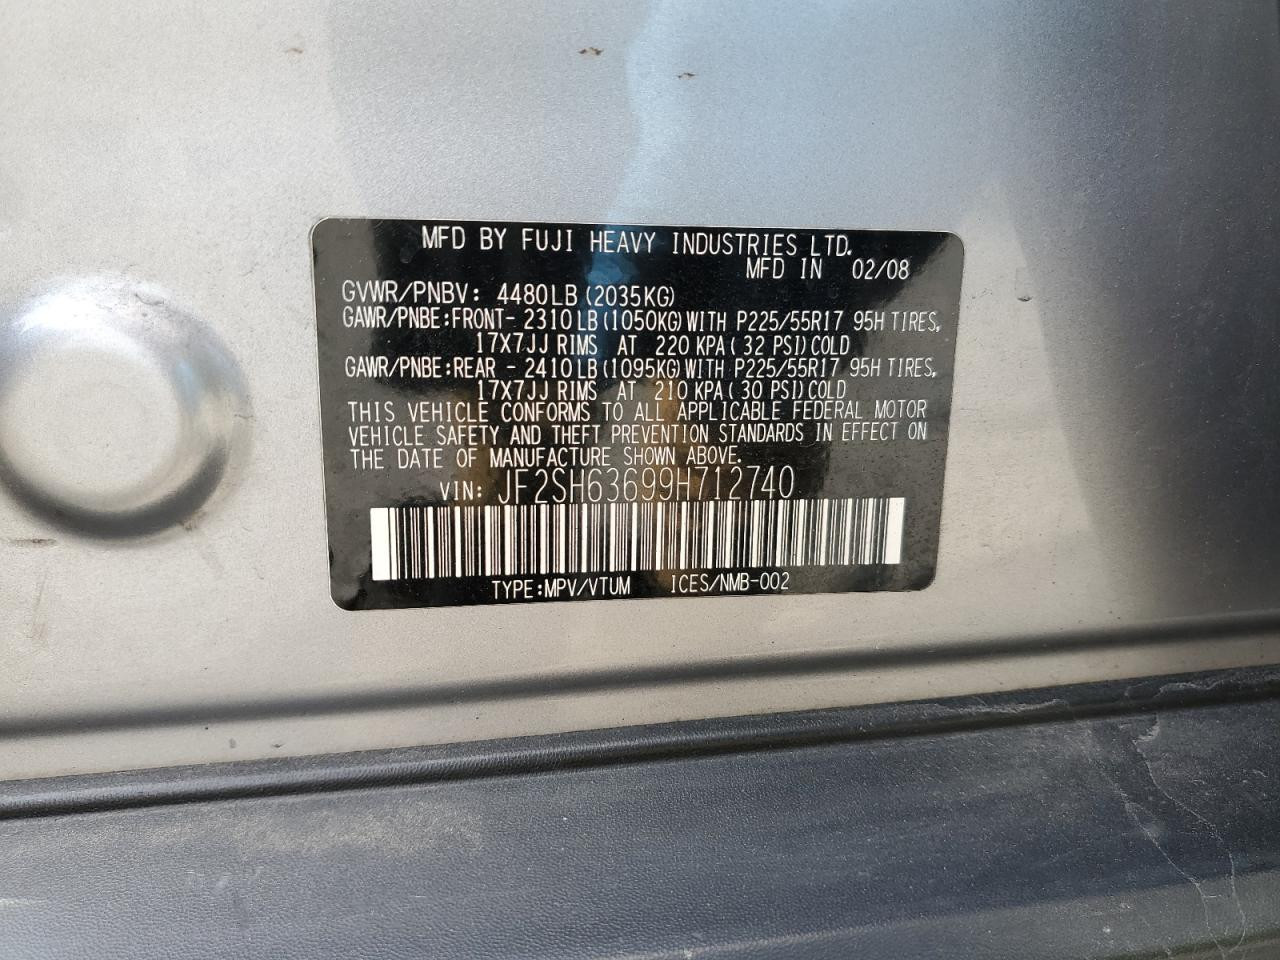 MFD BY FUJI HEAVY INDUSTRIES LTD.
MFD IN 02/08
GVWR/PNBV: 4480LB(2035KG)
GAWR/PNBE:FRONT- 2310LB(1050KG)WITH P225/55R17 95H TIRES,
17X7JJ RIMS AT 220 KPA(32 PSI)COLD
GAWR/PNBE:REAR - 2410LB(1095KG)WITH P225/55R17 95H TIRES,
17X7JJ RIMS AT 210 KPA(30 PSI)COLD
THIS VEHICLE CONFORMS TO ALL APPLICABLE FEDERAL MOTOR
VEHICLE SAFETY AND THEFT PREVENTION STANDARDS IN EFFECT ON
THE DATE OF MANUFACTURE SHOWN ABOVE.
VIN: JF2SH63699H712740
TYPE:MPV/VTUM ICES/NMB-002